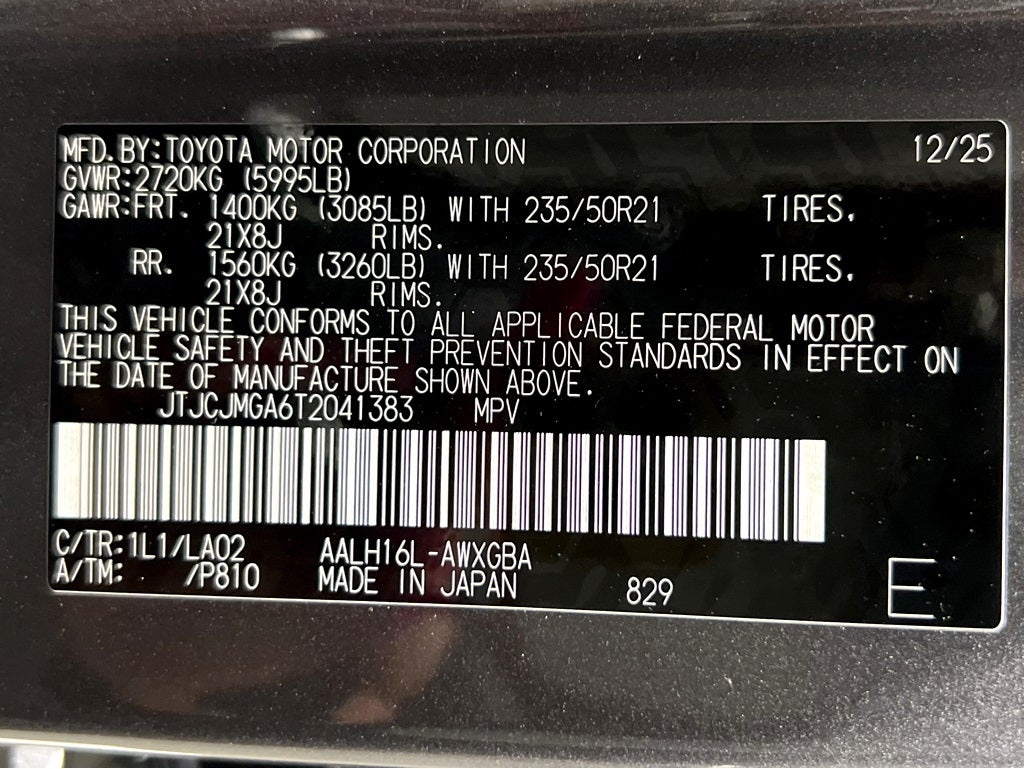 MFD.BY:TOYOTA MOTOR CORPORATION 12/25
GVWR:2720KG (5995LB)
GAWR:FRT. 1400KG (3085LB) WITH 235/50R21 TIRES.
21X8J RIMS.
RR. 1560KG (3260LB) WITH 235/50R21 TIRES.
21X8J RIMS.
THIS VEHICLE CONFORMS TO ALL APPLICABLE FEDERAL MOTOR
VEHICLE SAFETY AND THEFT PREVENTION STANDARDS IN EFFECT ON
THE DATE OF MANUFACTURE SHOWN ABOVE.
JTJCJMGA6T2041383 MPV
C/TR:1L1/LA02 AALH16L-AWXGBA
A/TM: /P810 MADE IN JAPAN 829 E